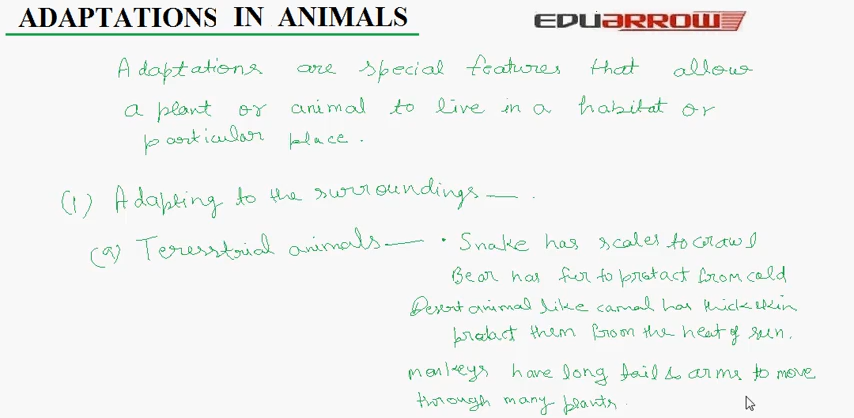 ADAPTATIONS IN ANIMALS
EDUARROW
Adaptations are special features that allow
a plant or animal to live in a habitat or
particular place.
(1) Adapting to the surroundings — .
(a) Teresstrial animals — • Snake has scales to crawl
Bear has fur to protact from cold
Desert animal like camal has thick skin
protact them from the heat of sun.
monkeys have long tail & arms to move
through many plants.